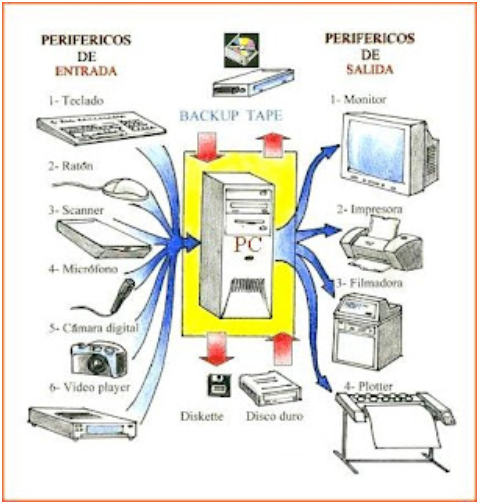 PERIFERICOS
DE
ENTRADA
1- Teclado
2- Ratón
3- Scanner
4- Micrófono
5- Cámara digital
6- Video player
BACKUP TAPE
PC
Diskette
Disco duro
PERIFERICOS
DE
SALIDA
1- Monitor
2- Impresora
3- Filmadora
4- Plotter